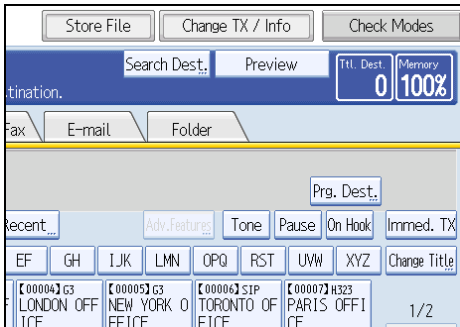 Store File Change TX / Info Check Modes
Search Dest. Preview Ttl. Dest. Memory
tination. 0 100%
Fax E-mail Folder
Prg. Dest.
Recent Adv.Features Tone Pause On Hook Immed. TX
EF GH IJK LMN OPQ RST UVW XYZ Change Title
【00004】G3 【00005】G3 【00006】SIP 【00007】H323
F LONDON OFF NEW YORK O TORONTO OF PARIS OFFI 1/2
ICE FFICE FICE CE